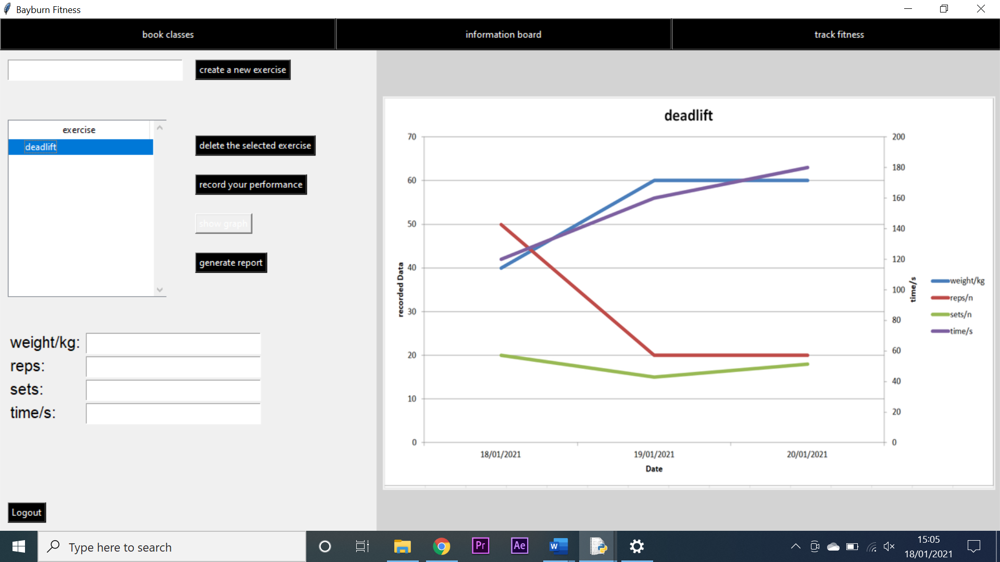 Bayburn Fitness
book classes
information board
track fitness
create a new exercise
exercise
deadlift
delete the selected exercise
record your performance
show graph
generate report
weight/kg:
reps:
sets:
time/s:
Logout
deadlift
70
60
50
40
30
20
10
0
recorded Data
200
180
160
140
120
100
80
60
40
20
0
time/s
18/01/2021
19/01/2021
20/01/2021
Date
weight/kg
reps/n
sets/n
time/s
Type here to search
Pr
Ae
W
15:05
18/01/2021